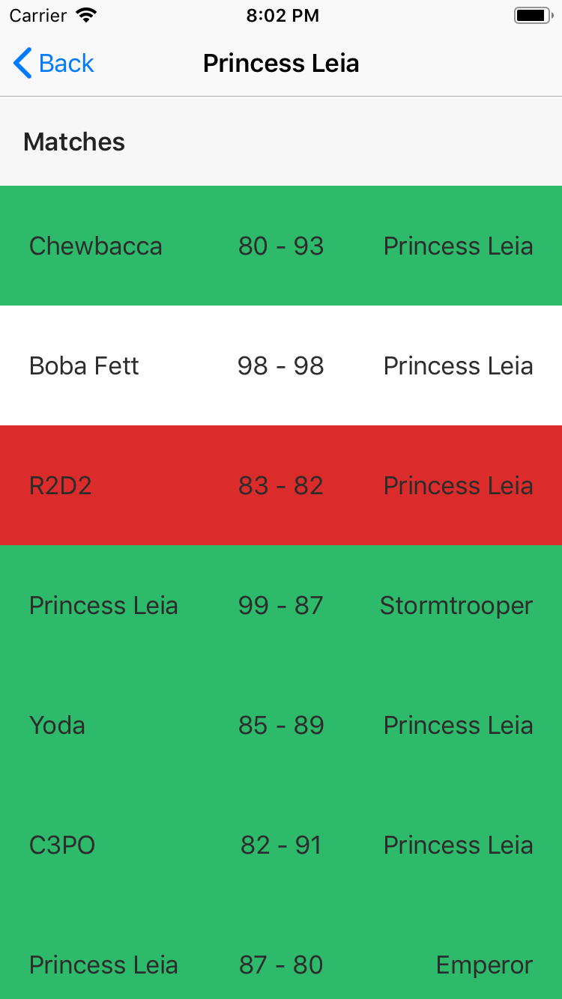 Carrier 8:02 PM
Back Princess Leia
Matches
Chewbacca 80 - 93 Princess Leia
Boba Fett 98 - 98 Princess Leia
R2D2 83 - 82 Princess Leia
Princess Leia 99 - 87 Stormtrooper
Yoda 85 - 89 Princess Leia
C3PO 82 - 91 Princess Leia
Princess Leia 87 - 80 Emperor